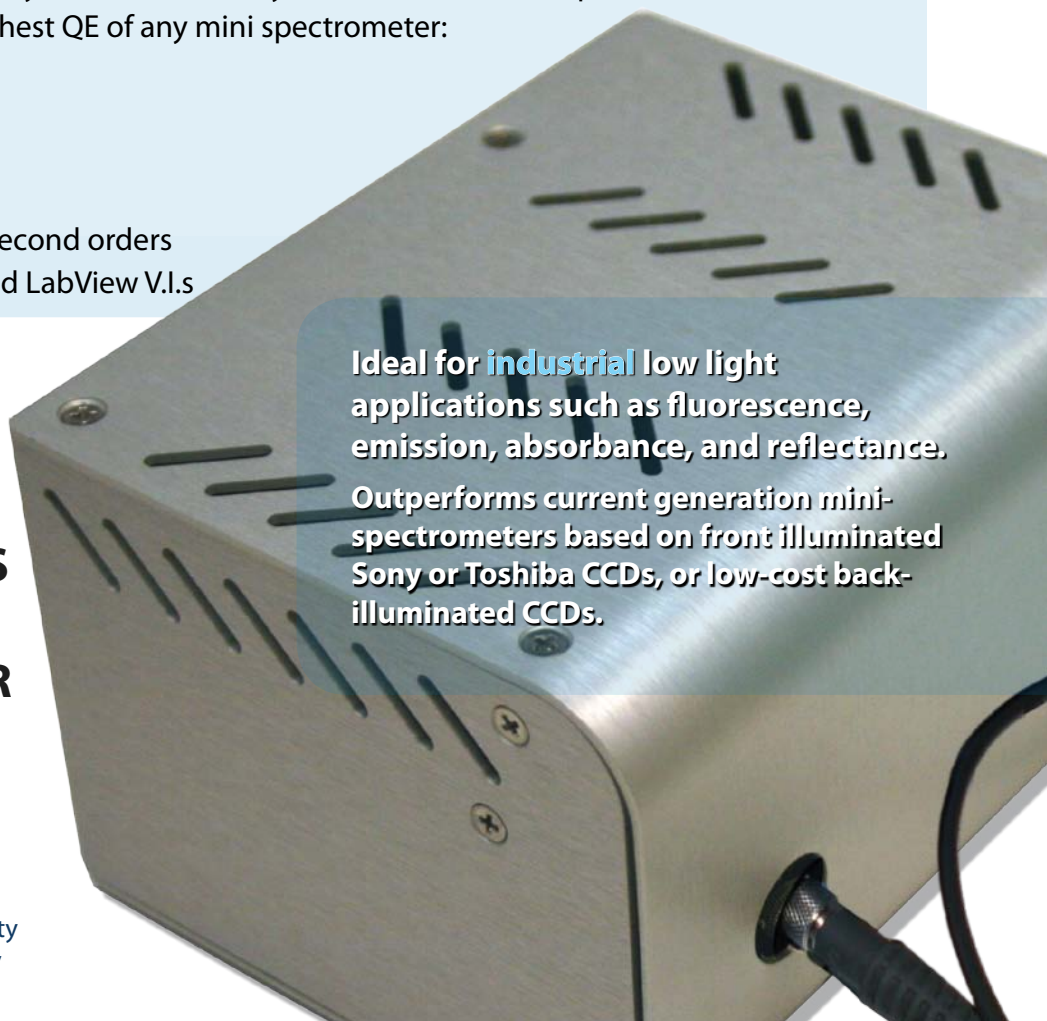 hest QE of any mini spectrometer:
econd orders
d LabView V.I.s
Ideal for industrial low light
applications such as fluorescence,
emission, absorbance, and reflectance.
Outperforms current generation mini-
spectrometers based on front illuminated
Sony or Toshiba CCDs, or low-cost back-
illuminated CCDs.
S
R
ty